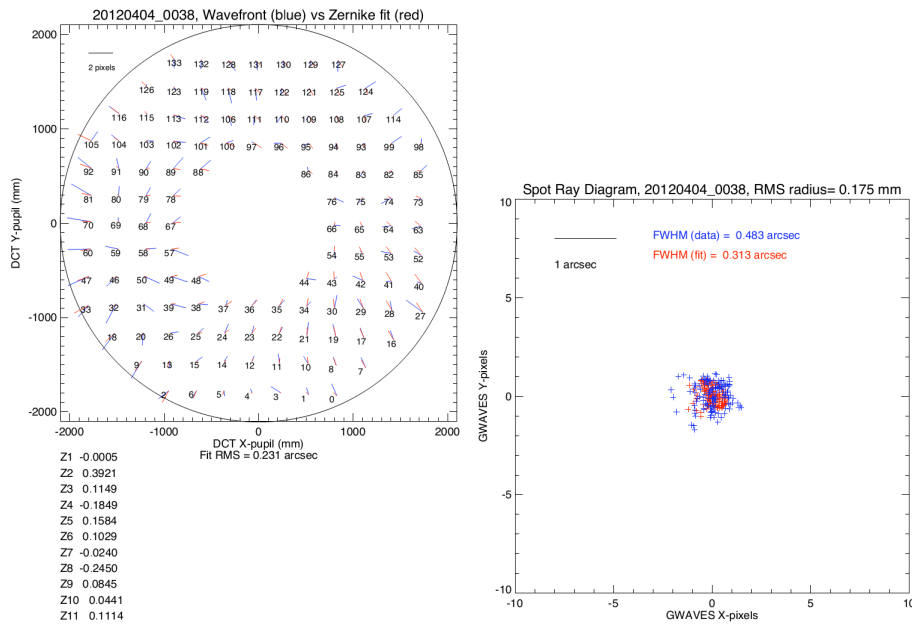 20120404_0038, Wavefront (blue) vs Zernike fit (red)
2000
1000
0
-1000
-2000
DCT Y-pupil (mm)
2 pixels
133 132 128 131 130 129 127
126 123 119 118 117 122 121 125 124
116 115 113 112 106 111 110 109 108 107 114
105 104 103 102 101 100 97 96 95 94 93 99 98
92 91 90 89 88 86 84 83 82 85
81 80 79 78 76 75 74 73
70 69 68 67 66 65 64 63
60 59 58 57 54 55 53 52
47 46 50 49 48 44 43 42 41 40
33 32 31 39 38 37 36 35 34 30 29 28 27
18 20 26 25 24 23 22 21 19 17 16
9 13 15 14 12 11 10 8 7
2 6 5 4 3 1 0
-2000 -1000 0 1000 2000
DCT X-pupil (mm)
Fit RMS = 0.231 arcsec
Z1 -0.0005
Z2 0.3921
Z3 0.1149
Z4 -0.1849
Z5 0.1584
Z6 0.1029
Z7 -0.0240
Z8 -0.2450
Z9 0.0845
Z10 0.0441
Z11 0.1114
Spot Ray Diagram, 20120404_0038, RMS radius= 0.175 mm
10
5
0
-5
-10
GWAVES Y-pixels
1 arcsec
FWHM (data) = 0.483 arcsec
FWHM (fit) = 0.313 arcsec
-10 -5 0 5 10
GWAVES X-pixels